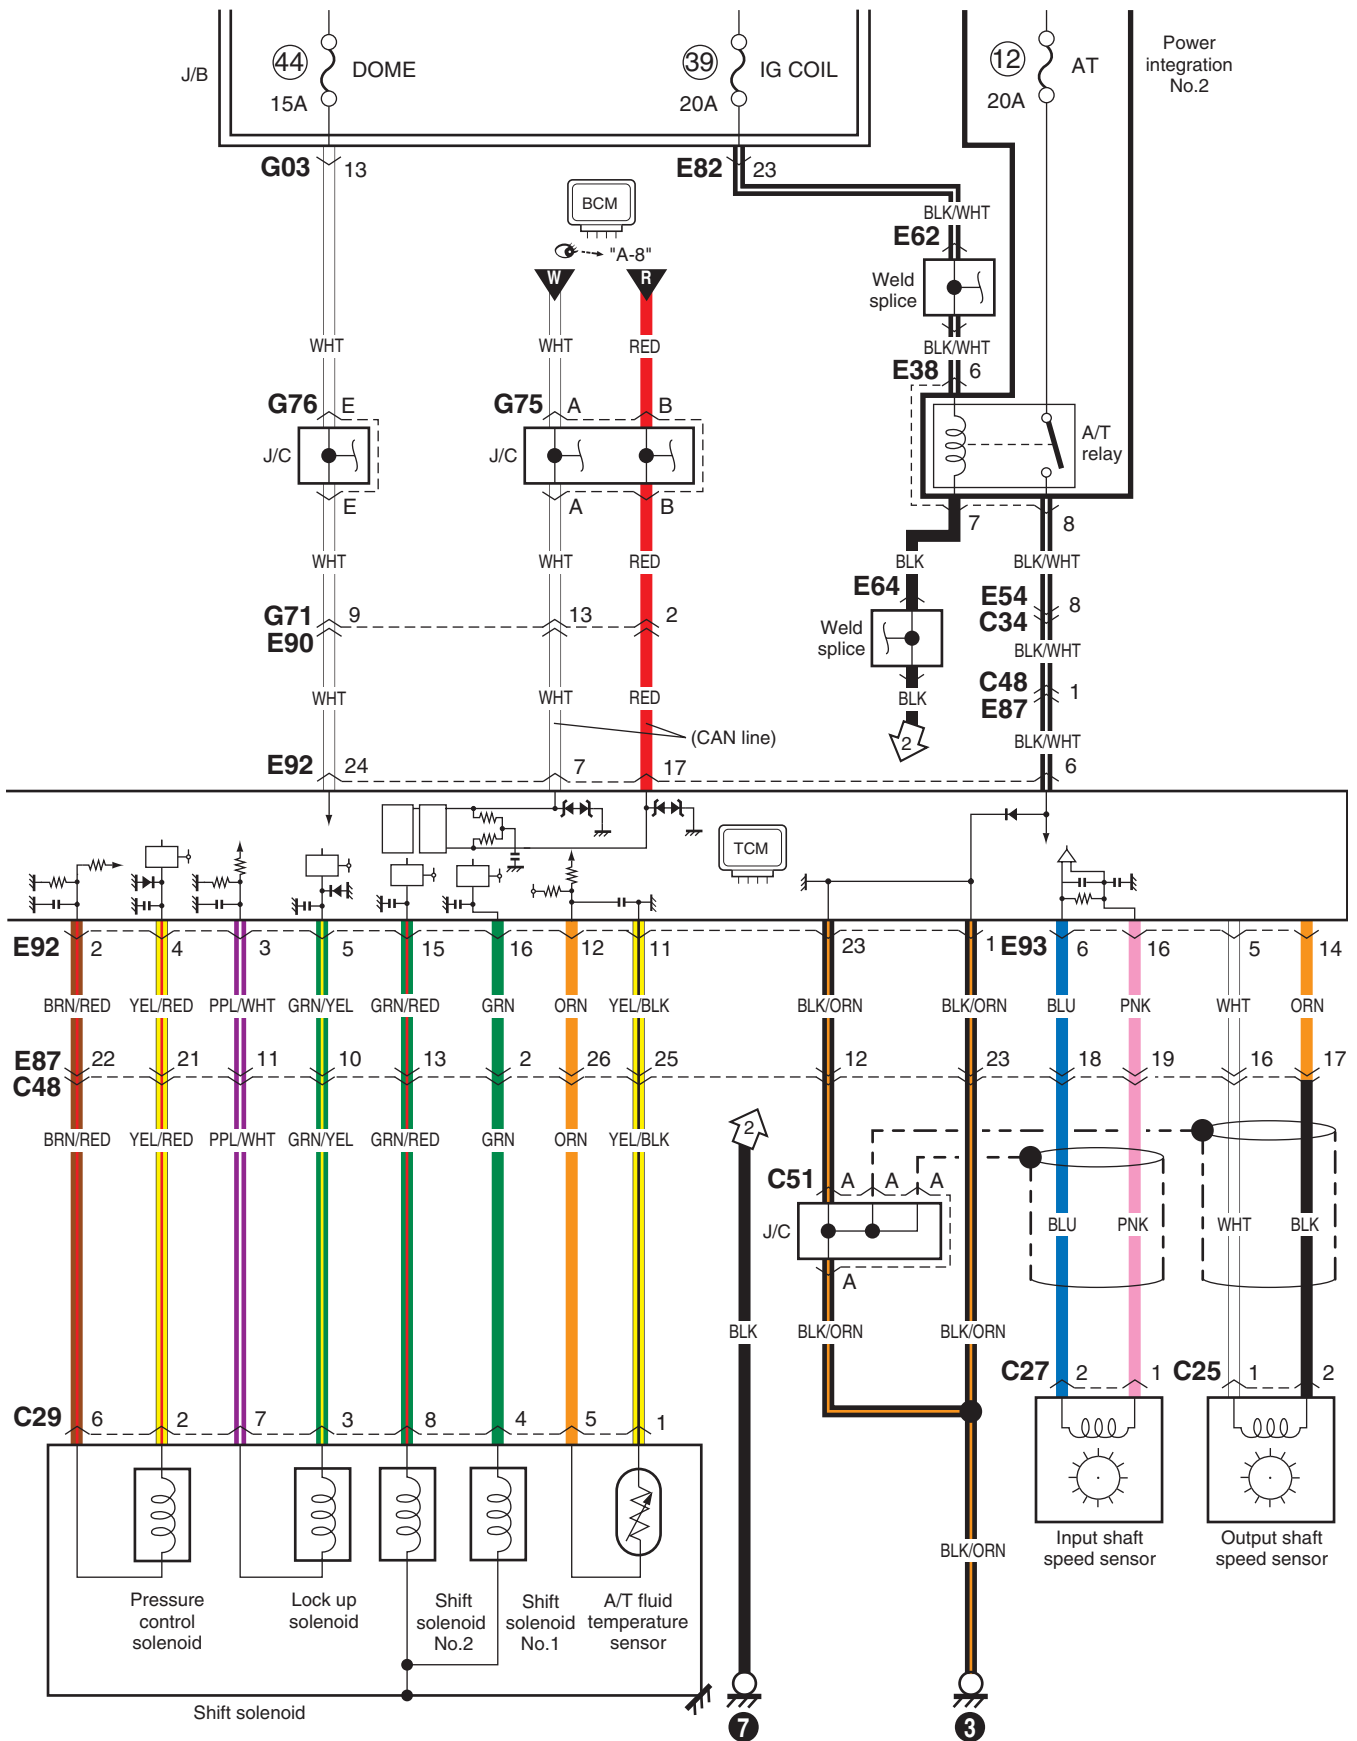 44 DOME 39 IG COIL 12 AT Power
integration
No.2
J/B
15A 20A 20A
G03 13 E82 23
BCM
BLK/WHT
"A-8" E62
W R
Weld
splice
WHT WHT RED BLK/WHT
E38 6
G76 E G75 A B
J/C J/C A/T
relay
E A B
7 8
WHT WHT RED BLK BLK/WHT
E64 E54 8
C34
G71 9 13 2
E90
Weld
splice
BLK/WHT
WHT WHT RED BLK C48 1
E87
(CAN line) 2 BLK/WHT
E92 24 7 17 6
TCM
E92 2 4 3 5 15 16 12 11 23 1 E93 6 16 5 14
BRN/RED YEL/RED PPL/WHT GRN/YEL GRN/RED GRN ORN YEL/BLK BLK/ORN BLK/ORN BLU PNK WHT ORN
E87 22 21 11 10 13 2 26 25 12 23 18 19 16 17
C48
BRN/RED YEL/RED PPL/WHT GRN/YEL GRN/RED GRN ORN YEL/BLK 2
C51 A A A
J/C BLU PNK WHT BLK
A
BLK BLK/ORN BLK/ORN
C27 2 1 C25 1 2
C29 6 2 7 3 8 4 5 1
Input shaft
speed sensor
Output shaft
speed sensor
BLK/ORN
Pressure
control
solenoid
Lock up
solenoid
Shift
solenoid
No.2
Shift
solenoid
No.1
A/T fluid
temperature
sensor
Shift solenoid
7 3